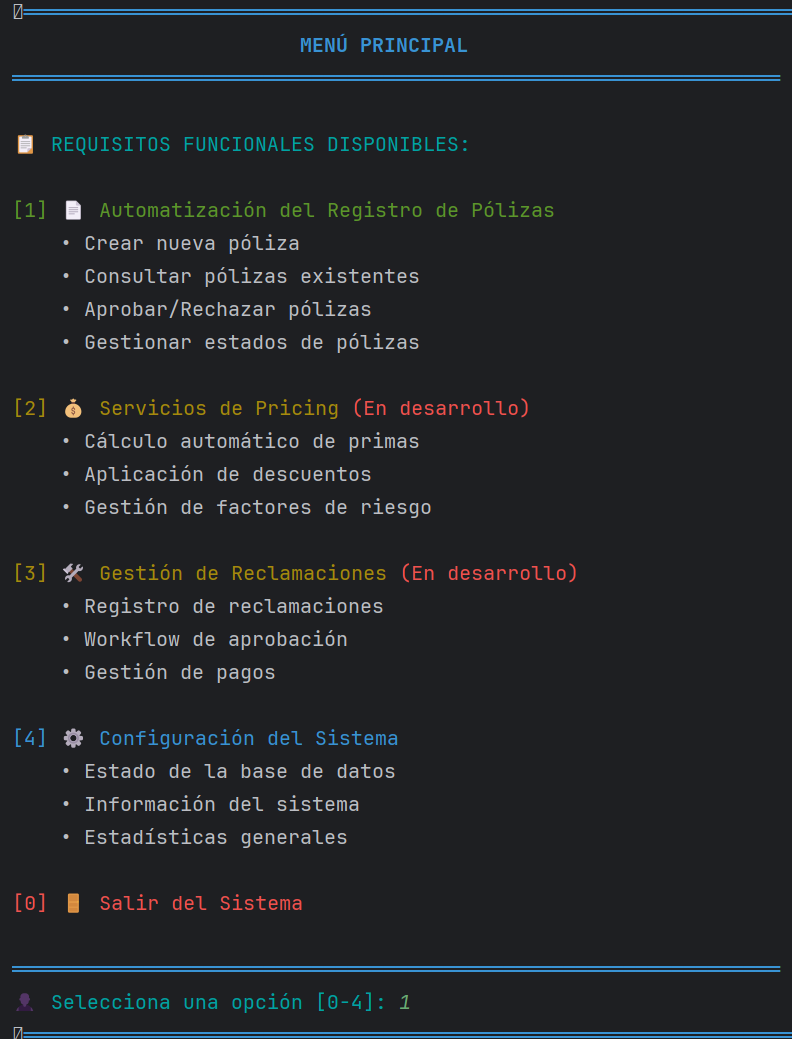 MENÚ PRINCIPAL
REQUISITOS FUNCIONALES DISPONIBLES:
[1] Automatización del Registro de Pólizas
• Crear nueva póliza
• Consultar pólizas existentes
• Aprobar/Rechazar pólizas
• Gestionar estados de pólizas
[2] Servicios de Pricing (En desarrollo)
• Cálculo automático de primas
• Aplicación de descuentos
• Gestión de factores de riesgo
[3] Gestión de Reclamaciones (En desarrollo)
• Registro de reclamaciones
• Workflow de aprobación
• Gestión de pagos
[4] Configuración del Sistema
• Estado de la base de datos
• Información del sistema
• Estadísticas generales
[0] Salir del Sistema
Selecciona una opción [0-4]: 1